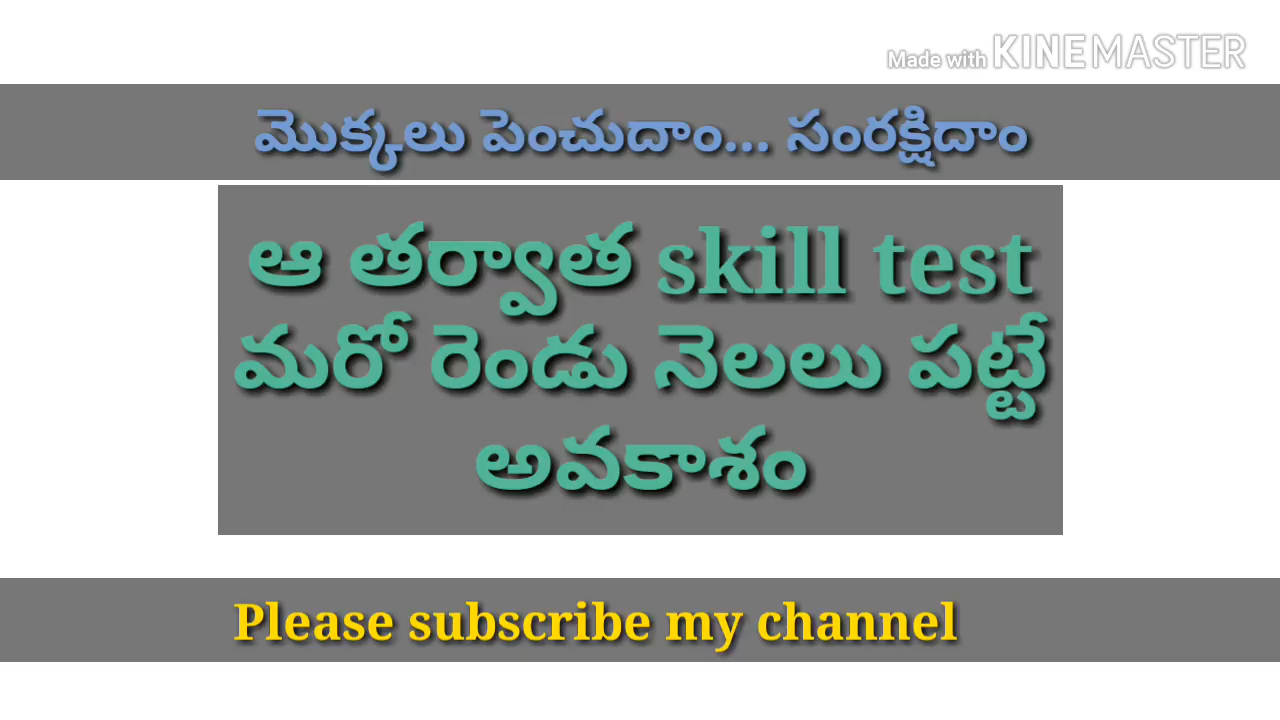 Made with KINEMASTER
మొక్కలు పెంచుదాం... సంరక్షిదాం
ఆ తర్వాత skill test
మరో రెండు నెలలు పట్టే
అవకాశం
Please subscribe my channel